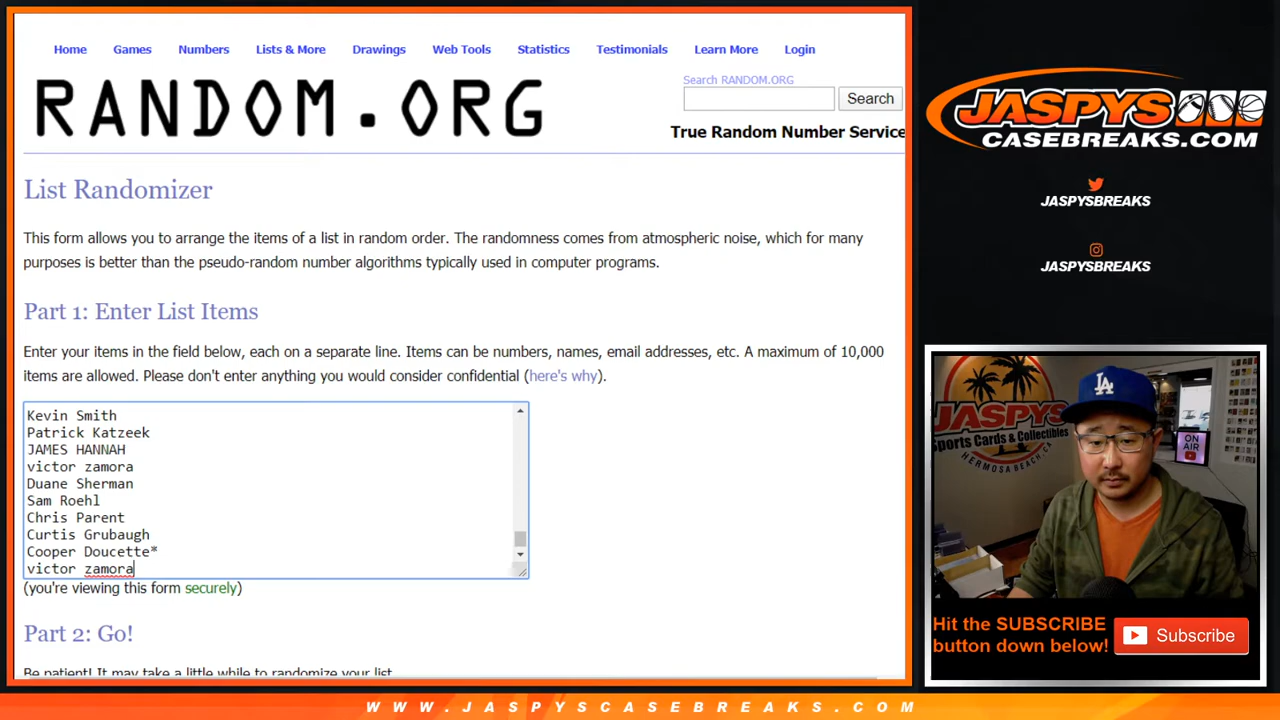 Home Games Numbers Lists & More Drawings Web Tools Statistics Testimonials Learn More Login
Search RANDOM.ORG
RANDOM.ORG
Search
True Random Number Service
List Randomizer
This form allows you to arrange the items of a list in random order. The randomness comes from atmospheric noise, which for many
purposes is better than the pseudo-random number algorithms typically used in computer programs.
Part 1: Enter List Items
Enter your items in the field below, each on a separate line. Items can be numbers, names, email addresses, etc. A maximum of 10,000
items are allowed. Please don't enter anything you would consider confidential (here's why).
Kevin Smith
Patrick Katzeek
JAMES HANNAH
victor zamora
Duane Sherman
Sam Roehl
Chris Parent
Curtis Grubaugh
Cooper Doucette*
victor zamora
(you're viewing this form securely)
Part 2: Go!
Be patient! It may take a little while to randomize your list
JASPYS
CASEBREAKS.COM
JASPYSBREAKS
JASPYSBREAKS
JASPYS
Sports Cards & Collectibles
HERMOSA BEACH, CA
LA
ON
AIR
Hit the SUBSCRIBE
button down below!
Subscribe
WWW.JASPYSCASEBREAKS.COM